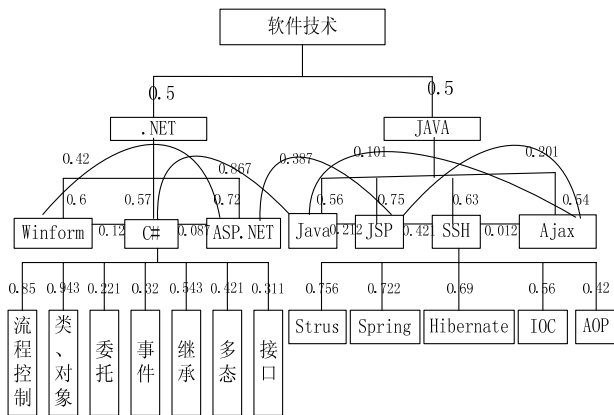 软件技术
0.5
0.5
.NET
JAVA
0.42
0.867
0.387
0.101
0.201
0.6
0.57
0.72
0.56
0.75
0.63
0.54
Winform
0.12
C#
0.087
ASP.NET
Java
0.212
JSP
0.421
SSH
0.012
Ajax
0.85
0.943
0.221
0.32
0.543
0.421
0.311
0.756
0.722
0.69
0.56
0.42
流程控制
类、对象
委托
事件
继承
多态
接口
Strus
Spring
Hibernate
IOC
AOP